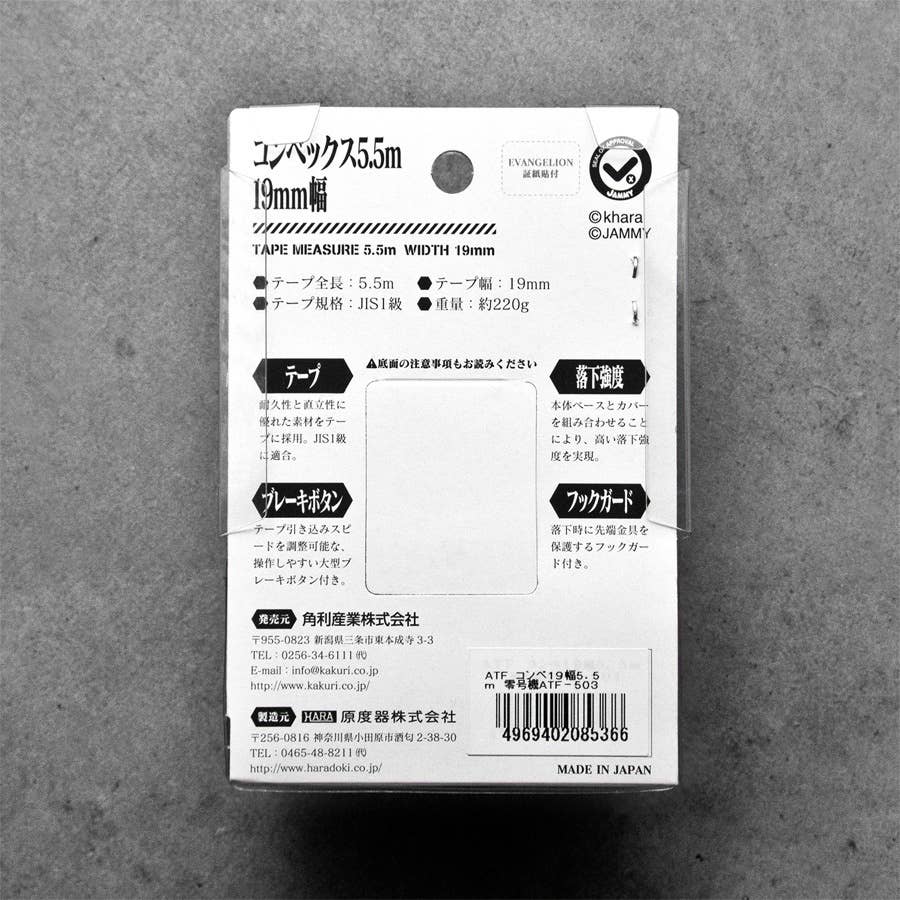 コンベックス5.5m
19mm幅
EVANGELION
証紙貼付
SEAL OF APPROVAL
JAMMY
©khara
©JAMMY
TAPE MEASURE 5.5m WIDTH 19mm
テープ全長：5.5m
テープ幅：19mm
テープ規格：JIS1級
重量：約220g
底面の注意事項もお読みください
テープ
耐久性と直立性に
優れた素材をテー
プに採用。JIS1級
に適合。
落下強度
本体ベースとカバー
を組み合わせること
により、高い落下強
度を実現。
ブレーキボタン
テープ引き込みスピ
ードを調整可能な、
操作しやすい大型ブ
レーキボタン付き。
フックガード
落下時に先端金具を
保護するフックガー
ド付き。
発売元 角利産業株式会社
〒955-0823 新潟県三条市東本成寺 3-3
TEL：0256-34-6111㈹
E-mail：info@kakuri.co.jp
http://www.kakuri.co.jp/
製造元 HARA 原度器株式会社
〒256-0816 神奈川県小田原市酒匂 2-38-30
TEL：0465-48-8211㈹
http://www.haradoki.co.jp/
ATF コンベ19幅5.5
m 零号機ATF-503
4969402085366
MADE IN JAPAN